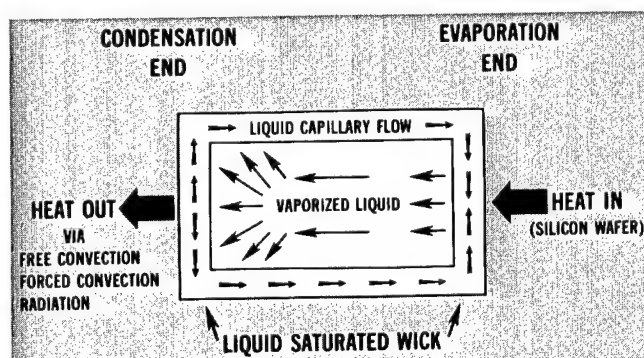 CONDENSATION
END
EVAPORATION
END
LIQUID CAPILLARY FLOW
VAPORIZED LIQUID
HEAT OUT
VIA
FREE CONVECTION
FORCED CONVECTION
RADIATION
HEAT IN
(SILICON WAFER)
LIQUID SATURATED WICK